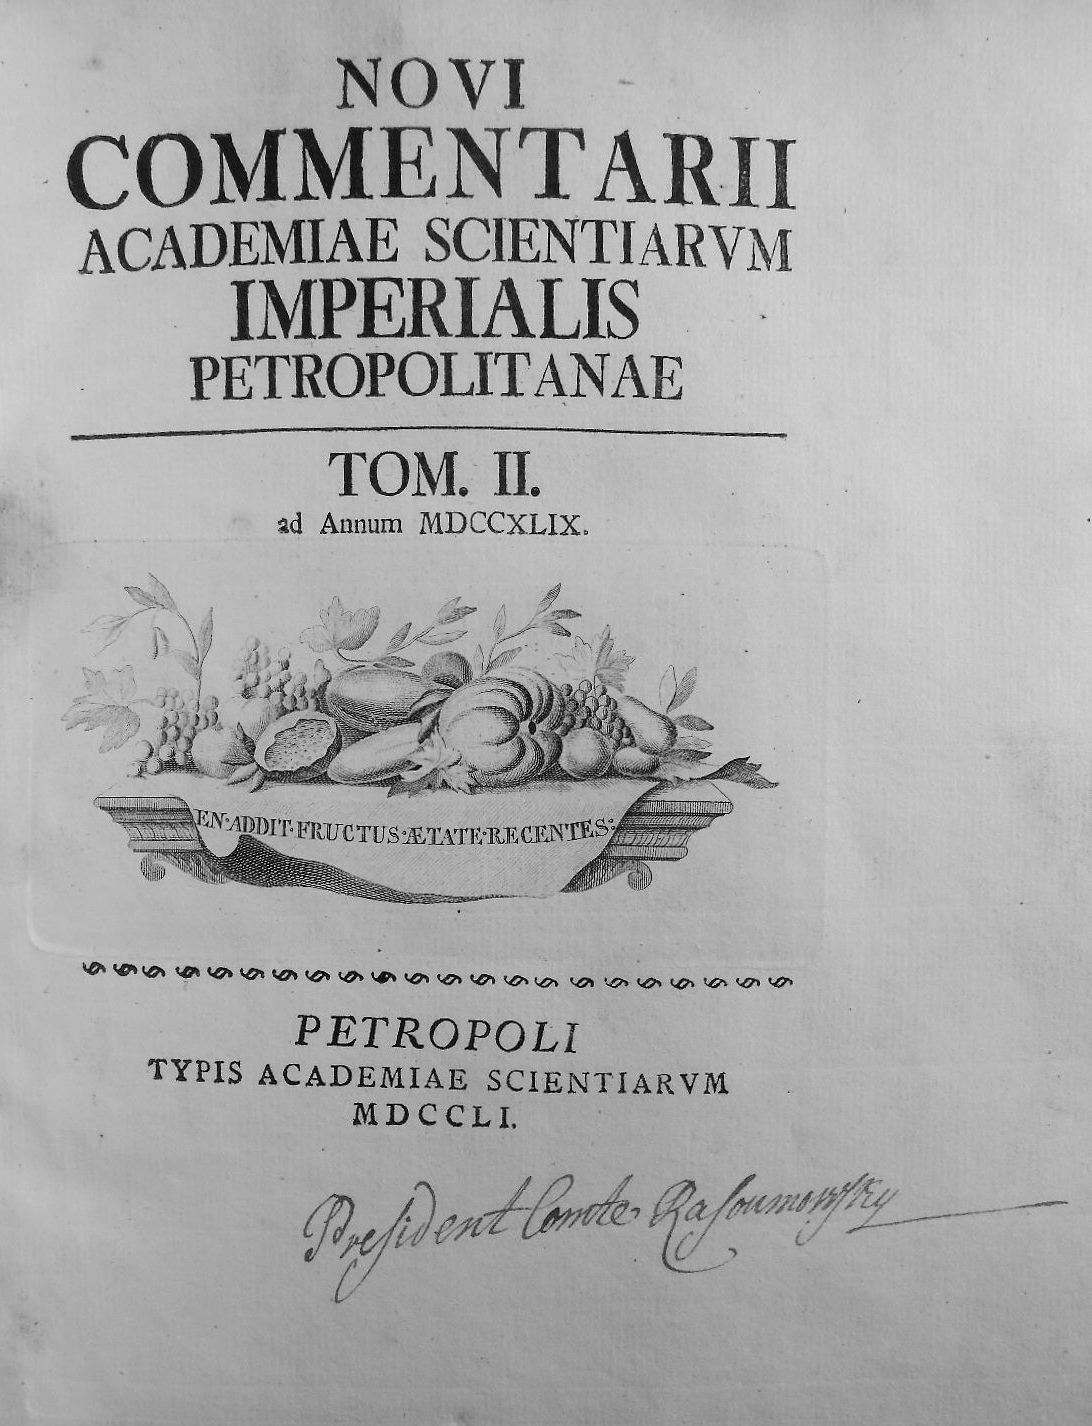 NOVI
COMMENTARII
ACADEMIAE SCIENTIARVM
IMPERIALIS
PETROPOLITANAE
TOM. II.
ad Annum MDCCXLIX.
EN·ADDIT·FRUCTUS·ÆTATE·RECENTES:
PETROPOLI
TYPIS ACADEMIAE SCIENTIARVM
MDCCLI.
President Comte Rasoumowsky